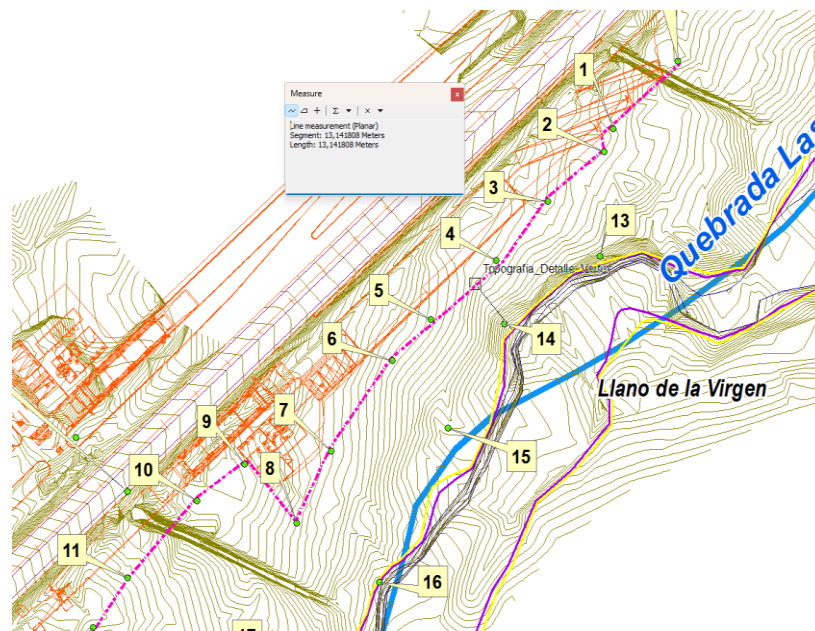 1
Measure
x
Σ
×
Line measurement (Planar)
Segment: 13,141808 Meters
Length: 13,141808 Meters
2
3
4
13
Quebrada Las
Topografia_Detalle:
5
6
14
Llano de la Virgen
7
9
8
15
10
11
16